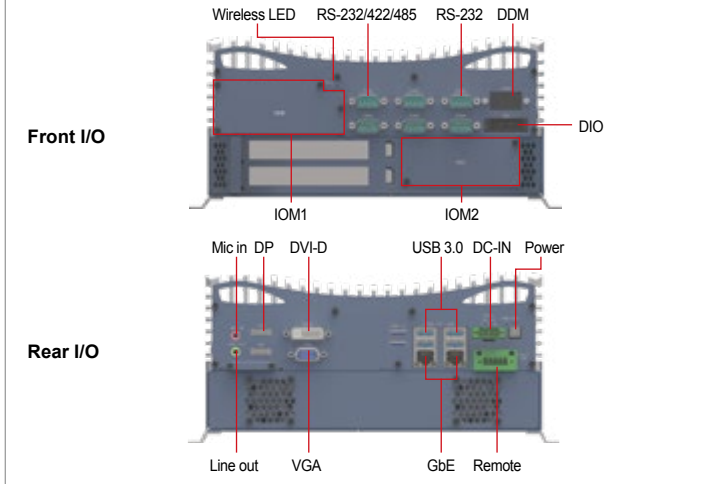 Wireless LED RS-232/422/485 RS-232 DDM
Front I/O
DIO
IOM1 IOM2
Mic in DP DVI-D USB 3.0 DC-IN Power
Rear I/O
Line out VGA GbE Remote